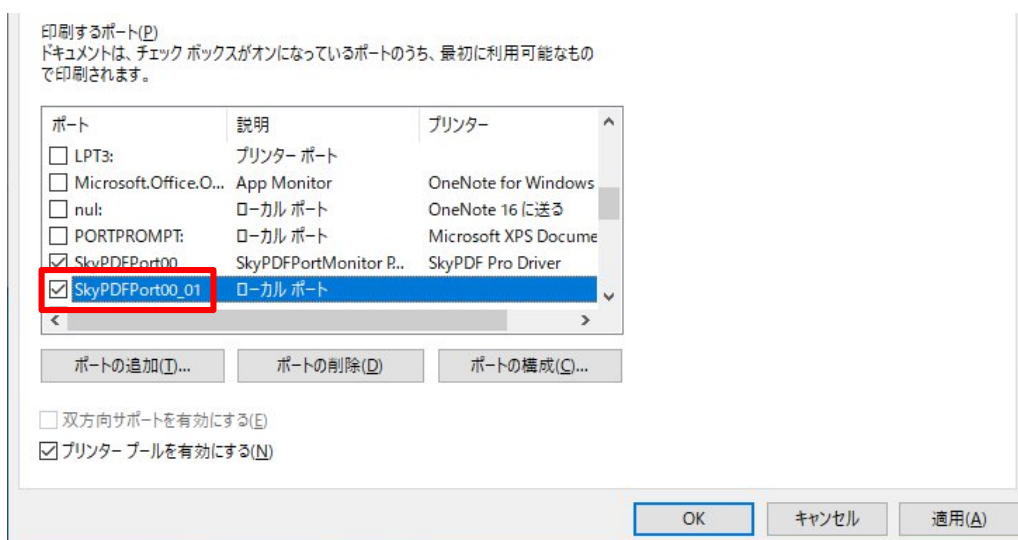 印刷するポート(P)
ドキュメントは、チェック ボックスがオンになっているポートのうち、最初に利用可能なもの
で印刷されます。
ポート 説明 プリンター
LPT3: プリンター ポート
Microsoft.Office.O... App Monitor OneNote for Windows
nul: ローカル ポート OneNote 16 に送る
PORTPROMPT: ローカル ポート Microsoft XPS Docume
SkyPDFPort00 SkyPDFPortMonitor P... SkyPDF Pro Driver
SkyPDFPort00_01 ローカル ポート
ポートの追加(T)... ポートの削除(D) ポートの構成(C)...
双方向サポートを有効にする(E)
プリンター プールを有効にする(N)
OK キャンセル 適用(A)